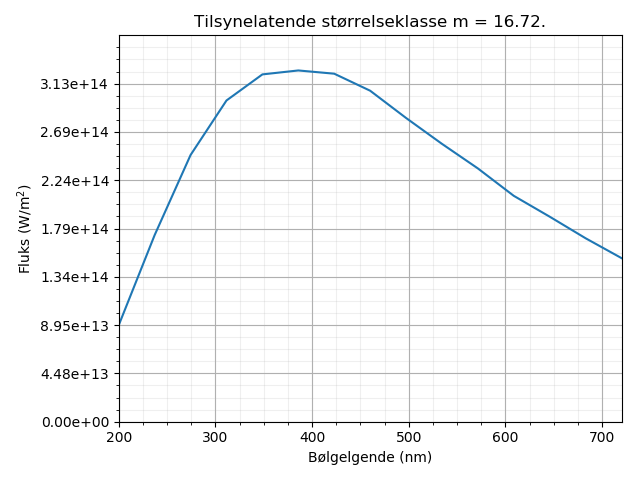 Tilsynelatende størrelseklasse m = 16.72.
Fluks (W/m²)
3.13e+14
2.69e+14
2.24e+14
1.79e+14
1.34e+14
8.95e+13
4.48e+13
0.00e+00
200 300 400 500 600 700
Bølgelgende (nm)